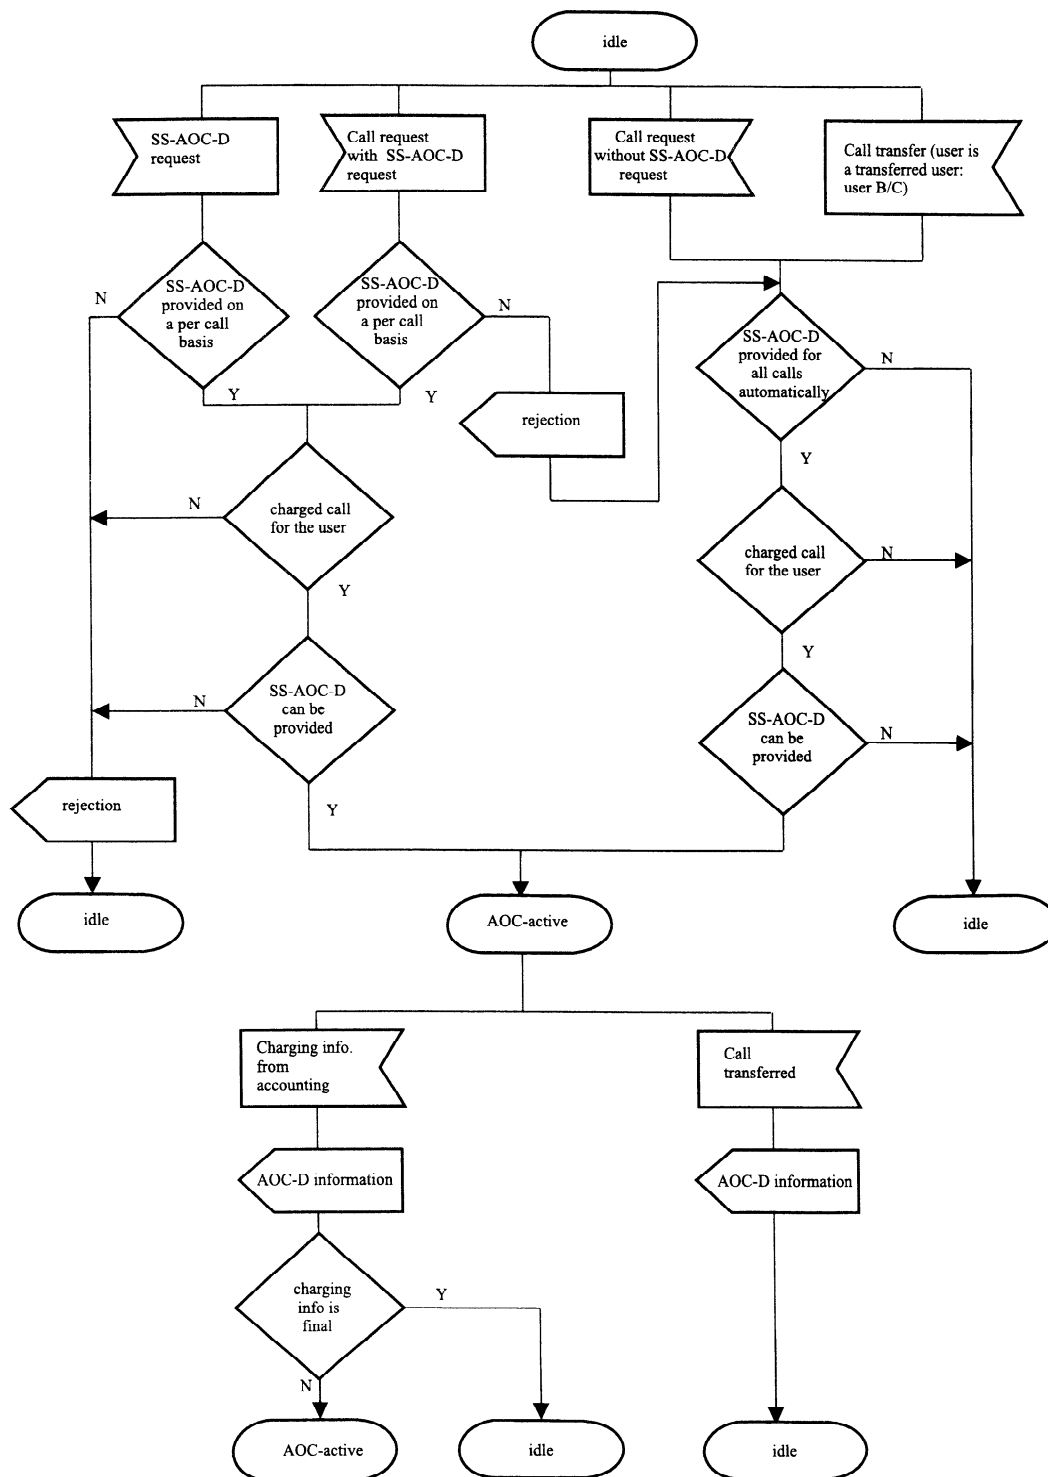 idle
SS-AOC-D
request
Call request
with SS-AOC-D
request
Call request
without SS-AOC-D
request
Call transfer (user is
a transferred user:
user B/C)
N
SS-AOC-D
provided on
a per call
basis
Y
SS-AOC-D
provided on
a per call
basis
N
Y
rejection
SS-AOC-D
provided for
all calls
automatically
N
Y
N
charged call
for the user
Y
charged call
for the user
N
Y
N
SS-AOC-D
can be
provided
Y
SS-AOC-D
can be
provided
N
rejection
idle
AOC-active
idle
Charging info.
from
accounting
Call
transferred
AOC-D information
AOC-D information
charging
info is
final
Y
N
AOC-active
idle
idle